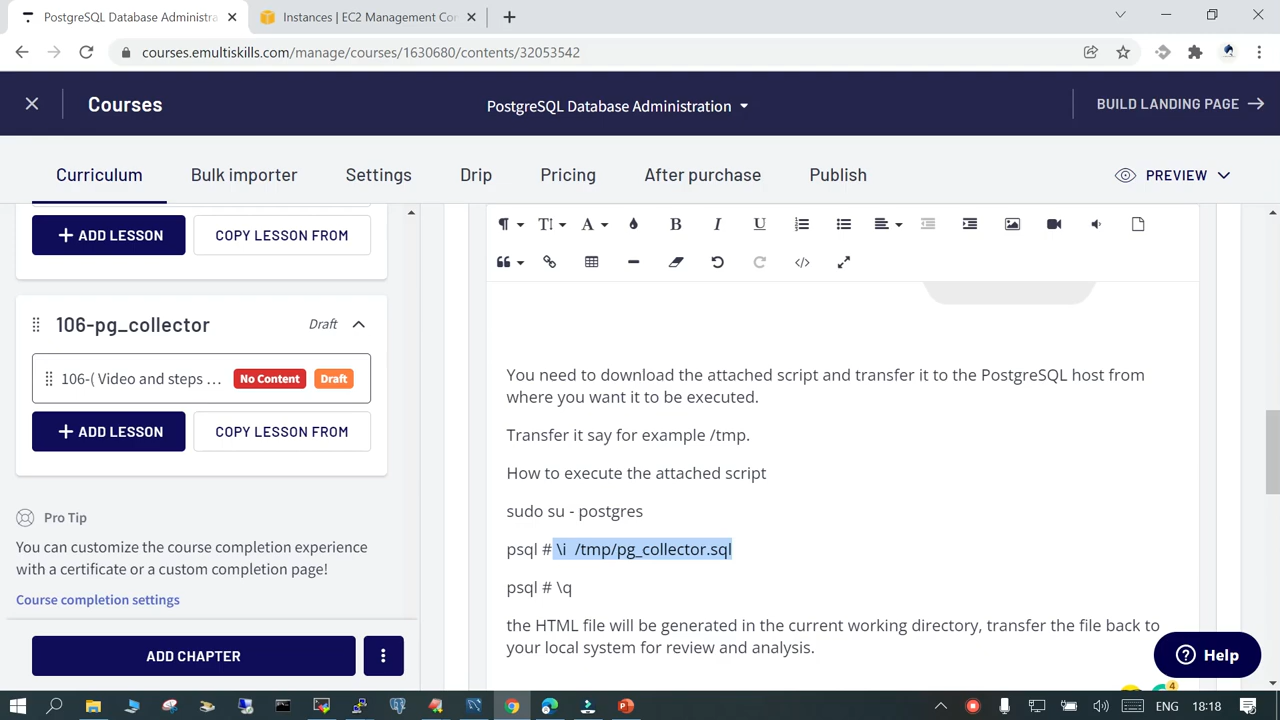 PostgreSQL Database Administra
Instances | EC2 Management Con
courses.emultiskills.com/manage/courses/1630680/contents/32053542
Courses
PostgreSQL Database Administration
BUILD LANDING PAGE
Curriculum
Bulk importer
Settings
Drip
Pricing
After purchase
Publish
PREVIEW
ADD LESSON
COPY LESSON FROM
106-pg_collector
Draft
106-( Video and steps ...
No Content
Draft
ADD LESSON
COPY LESSON FROM
Pro Tip
You can customize the course completion experience
with a certificate or a custom completion page!
Course completion settings
ADD CHAPTER
You need to download the attached script and transfer it to the PostgreSQL host from
where you want it to be executed.
Transfer it say for example /tmp.
How to execute the attached script
sudo su - postgres
psql # \i  /tmp/pg_collector.sql
psql # \q
the HTML file will be generated in the current working directory, transfer the file back to
your local system for review and analysis.
Help
4
ENG
18:18